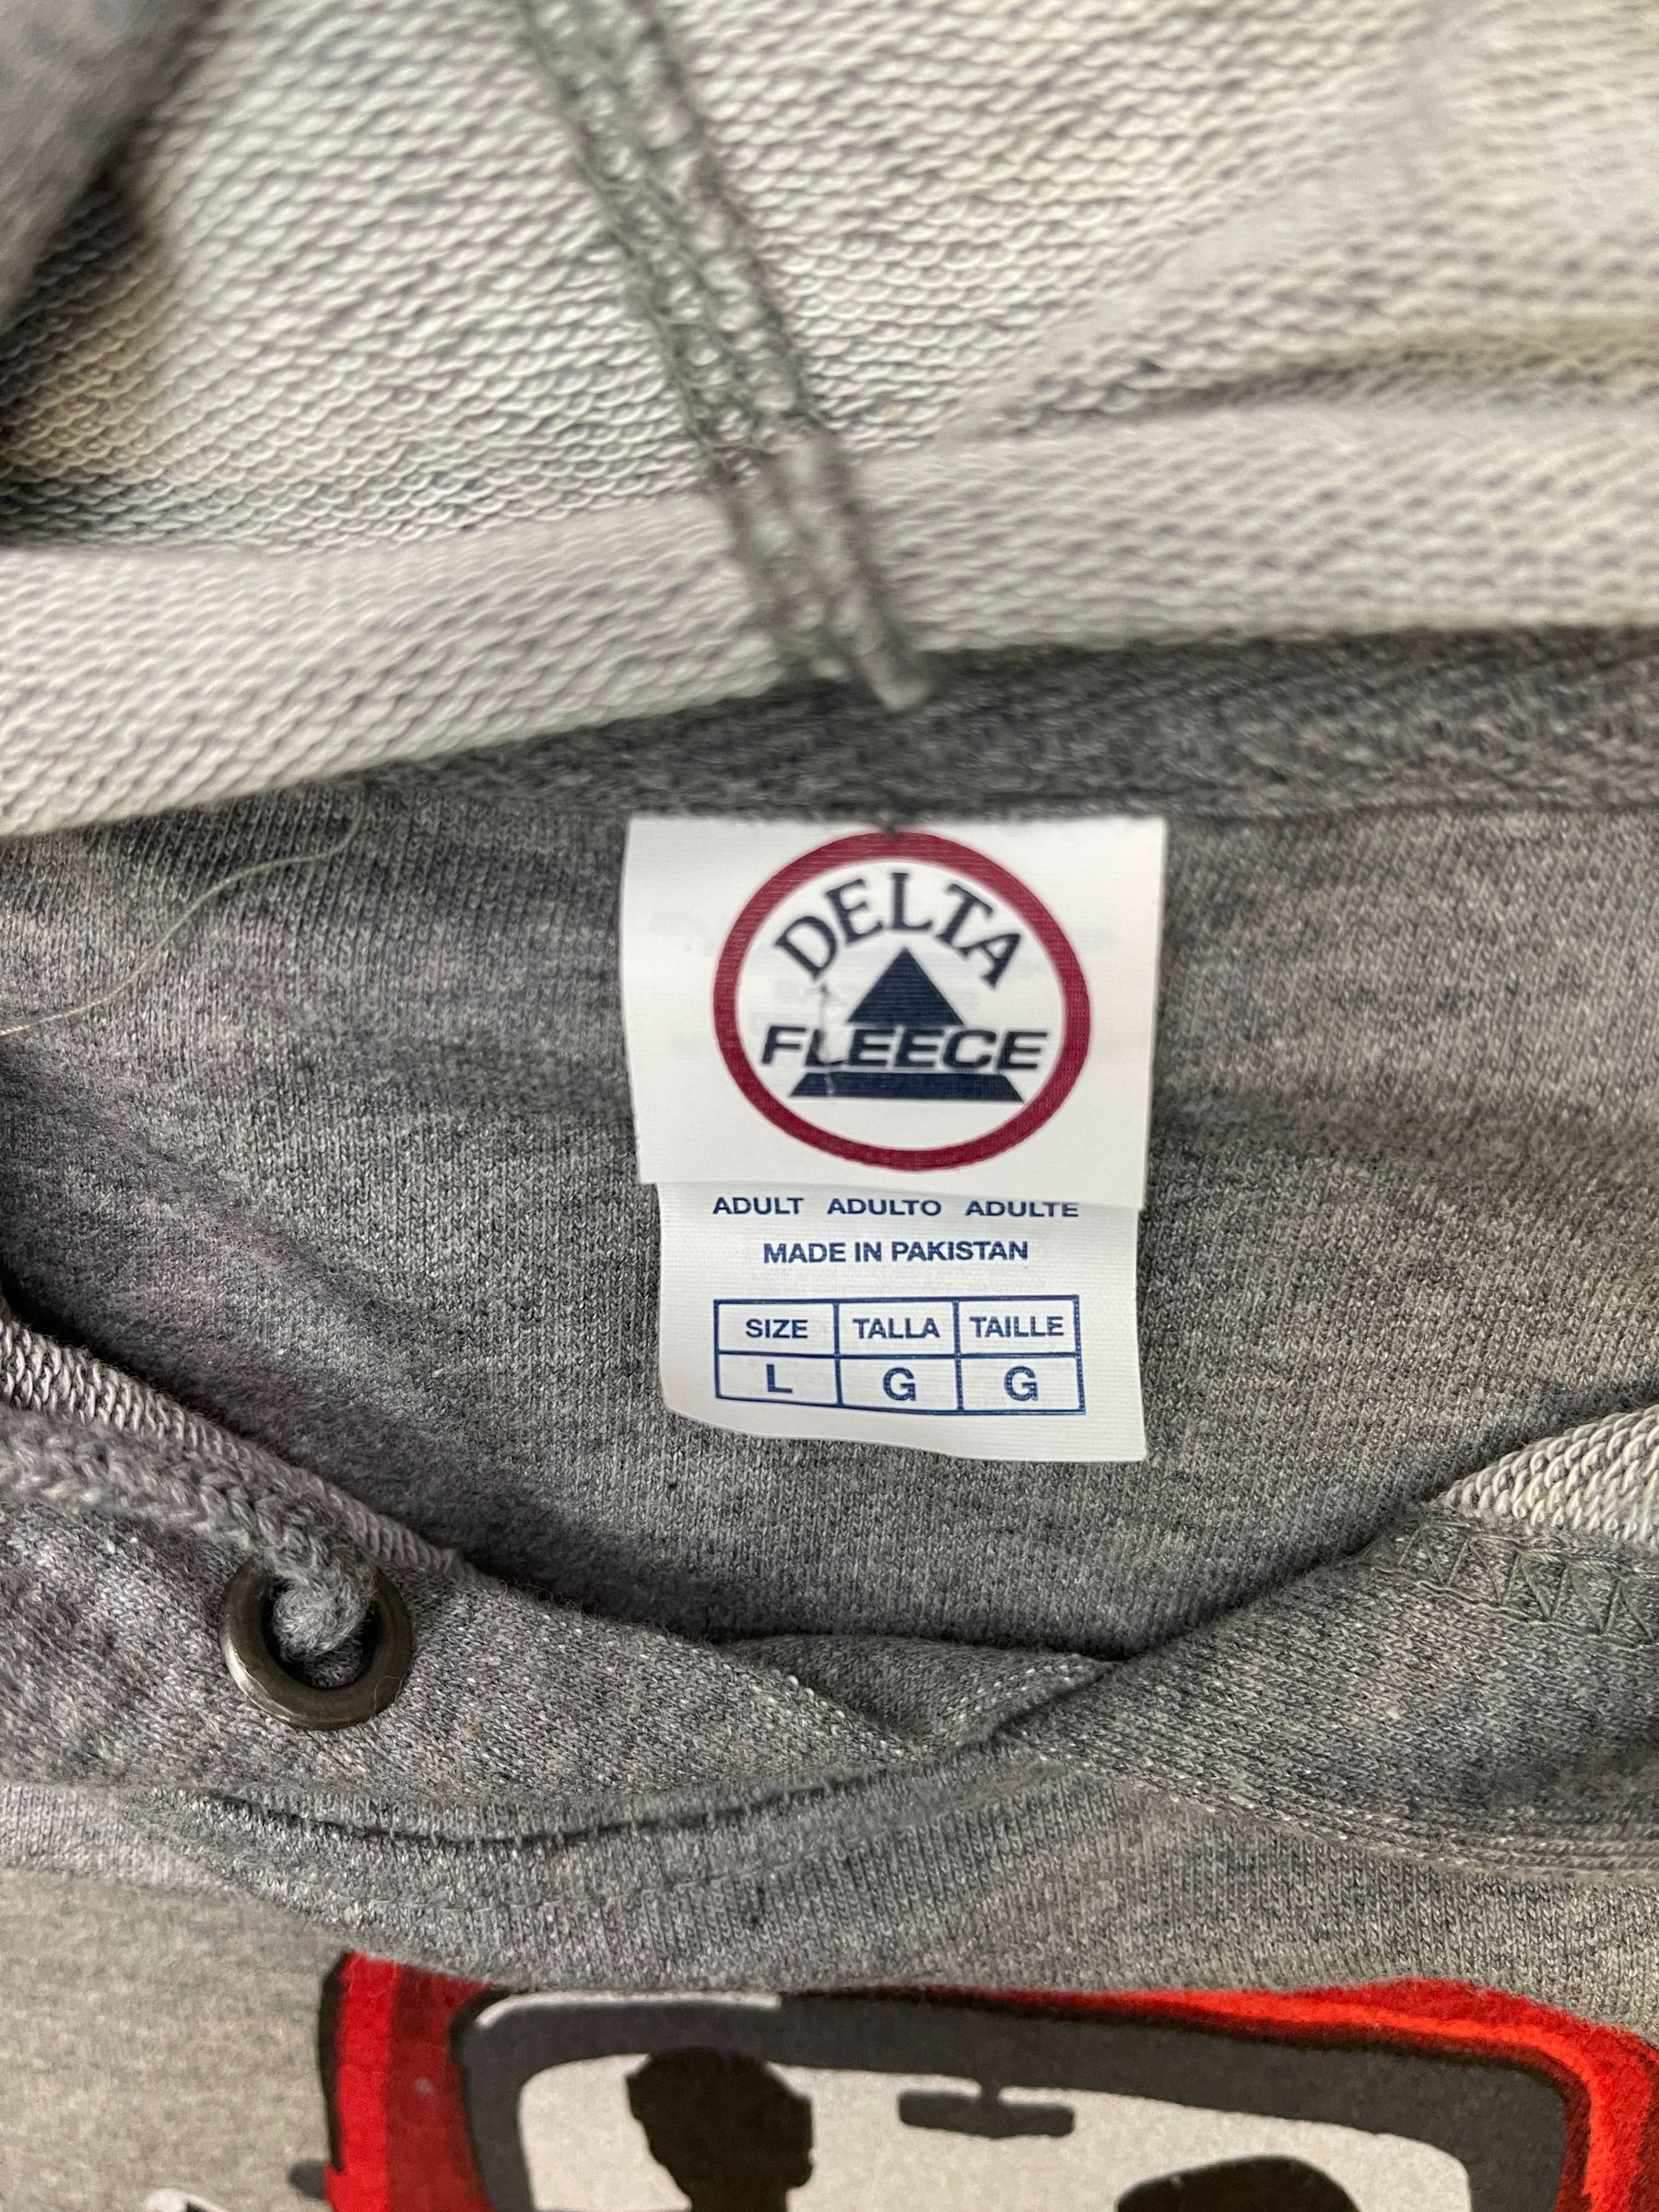 DELTA
FLEECE
ADULT ADULTO ADULTE
MADE IN PAKISTAN
SIZE TALLA TAILLE
L G G